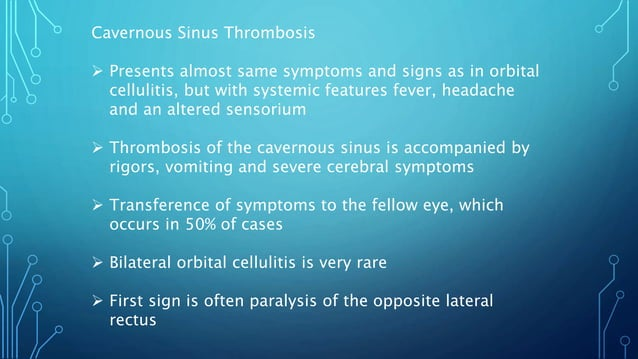 Cavernous Sinus Thrombosis
➢ Presents almost same symptoms and signs as in orbital
cellulitis, but with systemic features fever, headache
and an altered sensorium
➢ Thrombosis of the cavernous sinus is accompanied by
rigors, vomiting and severe cerebral symptoms
➢ Transference of symptoms to the fellow eye, which
occurs in 50% of cases
➢ Bilateral orbital cellulitis is very rare
➢ First sign is often paralysis of the opposite lateral
rectus